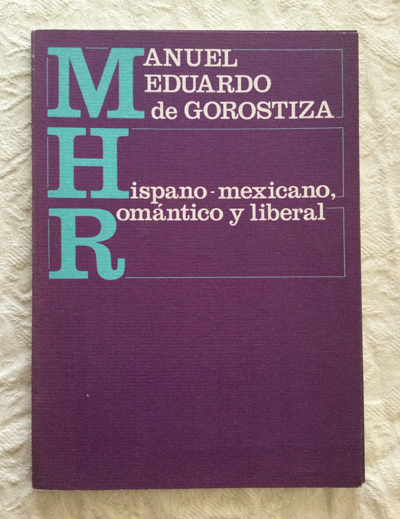 MANUEL
EDUARDO
de GOROSTIZA
Hispano-mexicano,
Romántico y liberal